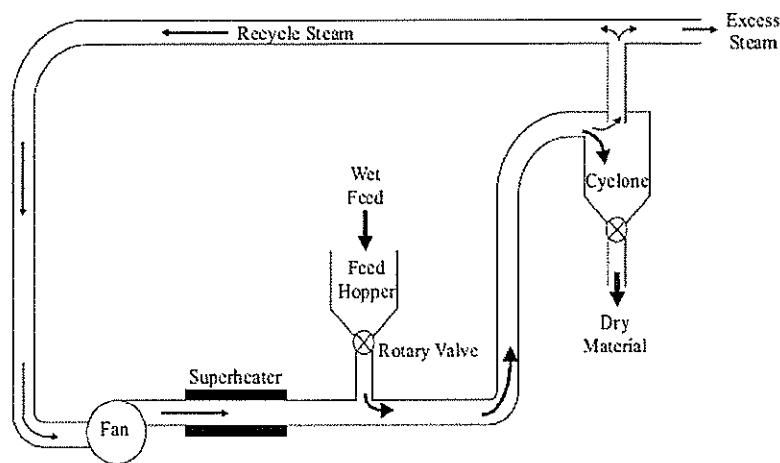 Recycle Steam
Excess
Steam
Wet
Feed
Cyclone
Feed
Hopper
Rotary Valve
Dry
Material
Superheater
Fan